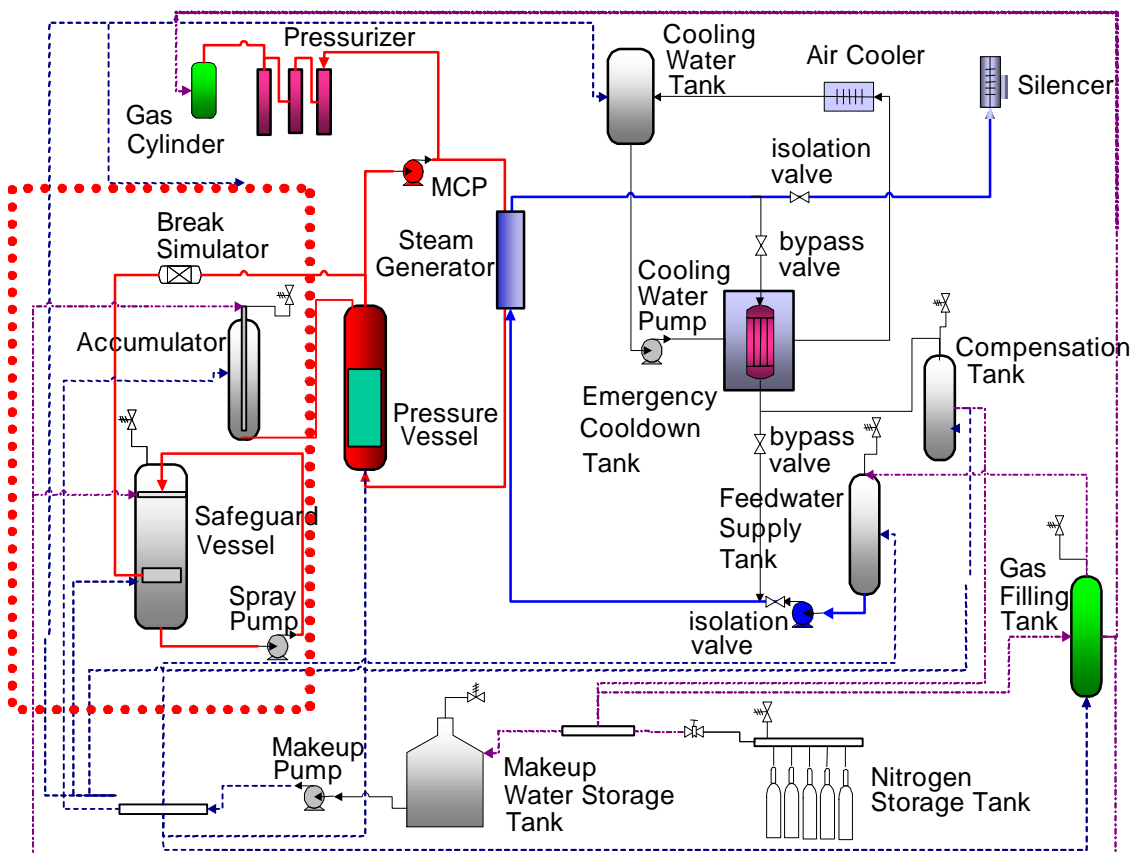 Pressurizer
Cooling
Water
Tank
Air Cooler
Silencer
Gas
Cylinder
isolation
valve
MCP
Break
Simulator
Steam
Generator
bypass
valve
Cooling
Water
Pump
Accumulator
Compensation
Tank
Emergency
Cooldown
Tank
Pressure
Vessel
bypass
valve
Feedwater
Supply
Tank
Safeguard
Vessel
Gas
Filling
Tank
Spray
Pump
isolation
valve
Makeup
Pump
Makeup
Water Storage
Tank
Nitrogen
Storage Tank